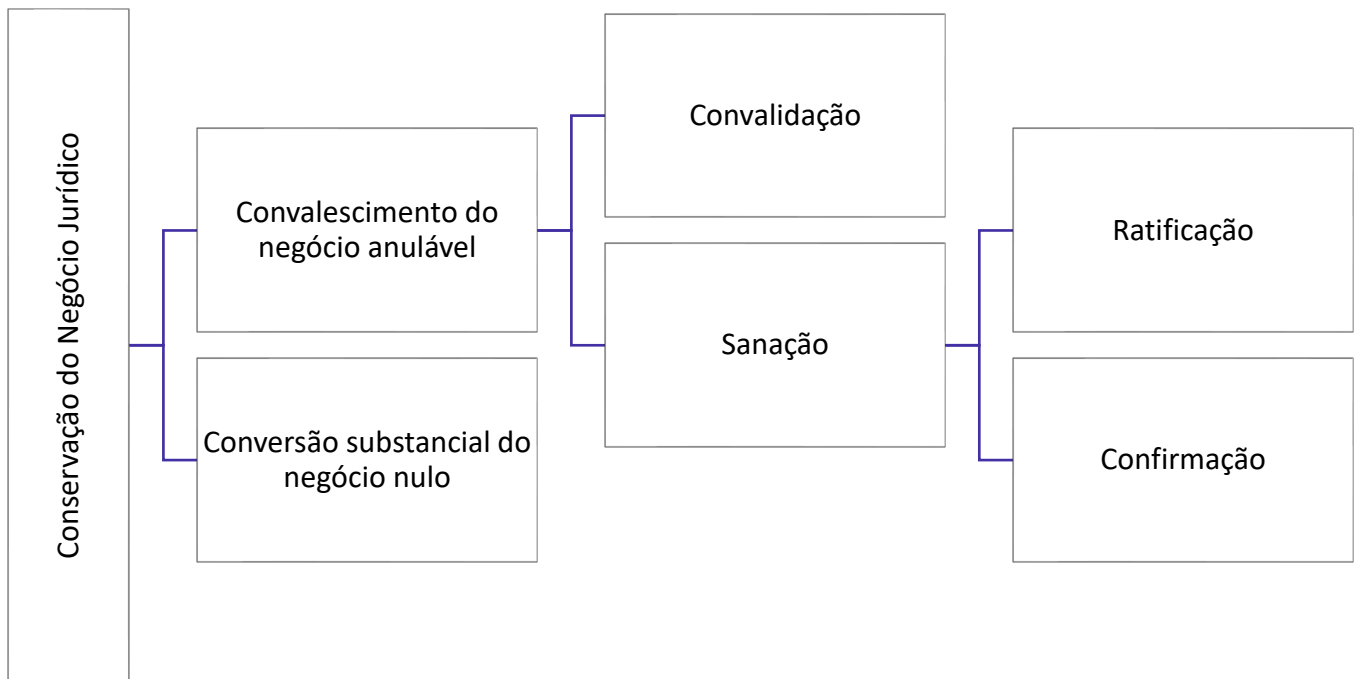 Conservação do Negócio Jurídico
Convalescimento do
negócio anulável
Conversão substancial do
negócio nulo
Convalidação
Sanação
Ratificação
Confirmação